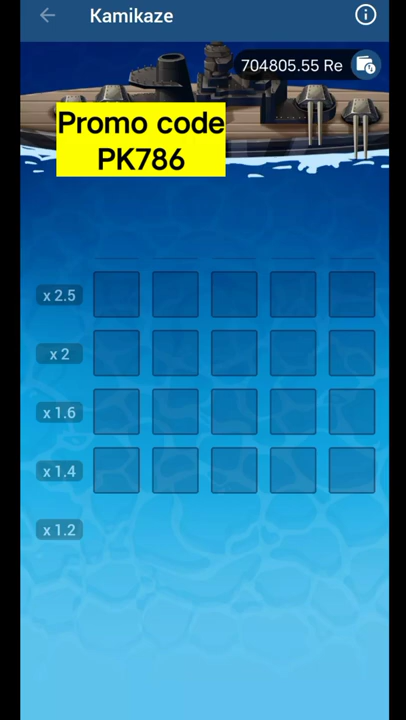 Kamikaze
704805.55 Re
Promo code
PK786
x 2.5
x 2
x 1.6
x 1.4
x 1.2